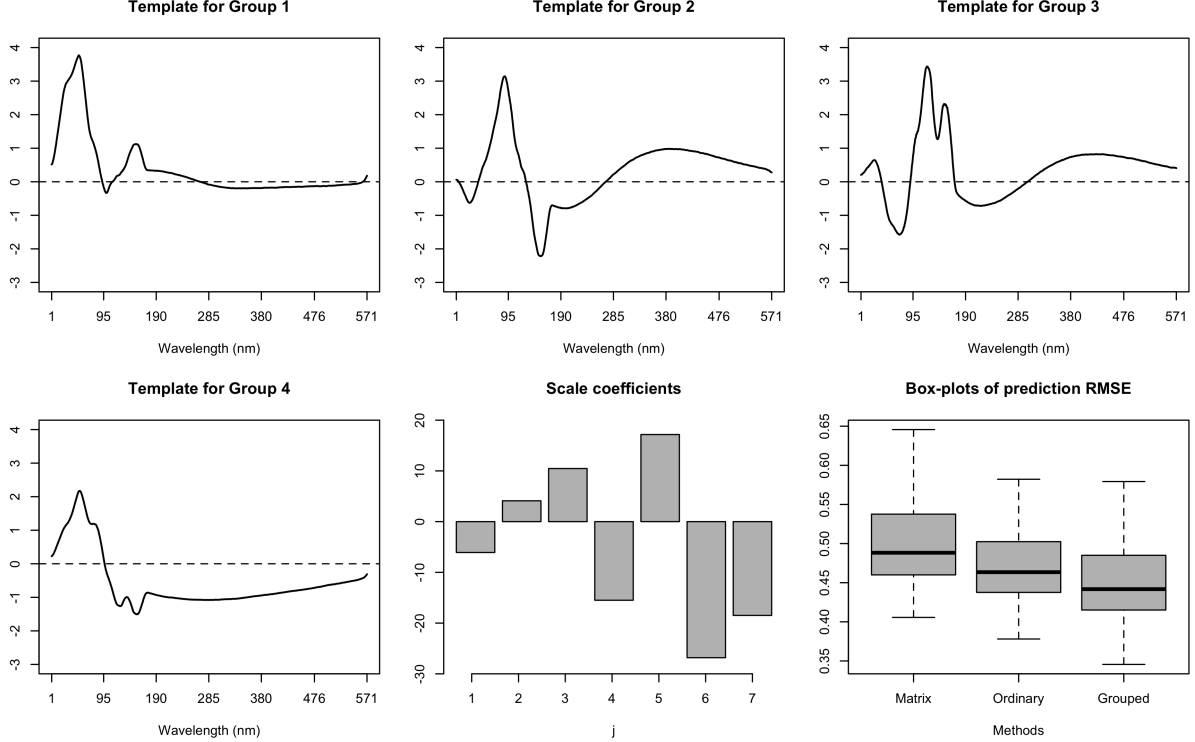 Template for Group 1
4
3
2
1
0
-1
-2
-3
1 95 190 285 380 476 571
Wavelength (nm)
Template for Group 2
4
3
2
1
0
-1
-2
-3
1 95 190 285 380 476 571
Wavelength (nm)
Template for Group 3
4
3
2
1
0
-1
-2
-3
1 95 190 285 380 476 571
Wavelength (nm)
Template for Group 4
4
3
2
1
0
-1
-2
-3
1 95 190 285 380 476 571
Wavelength (nm)
Scale coefficients
20
10
0
-10
-20
-30
1 2 3 4 5 6 7
j
Box-plots of prediction RMSE
0.65
0.60
0.55
0.50
0.45
0.40
0.35
Matrix Ordinary Grouped
Methods